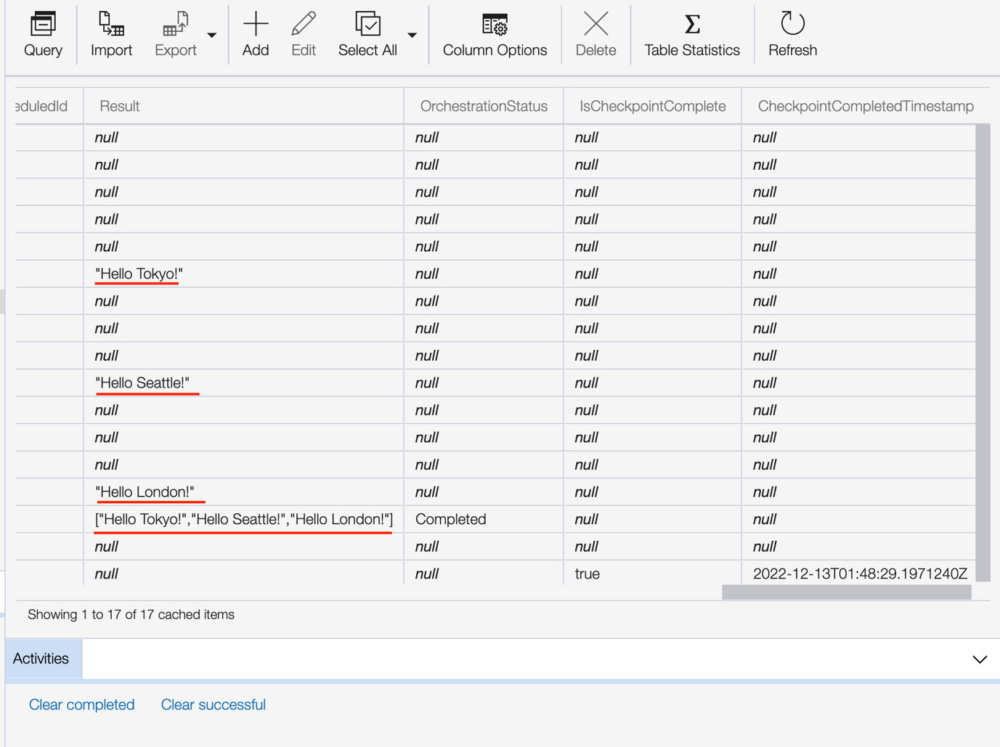 Query Import Export Add Edit Select All Column Options Delete Table Statistics Refresh
eduledId Result OrchestrationStatus IsCheckpointComplete CheckpointCompletedTimestamp
null null null null
null null null null
null null null null
null null null null
null null null null
"Hello Tokyo!" null null null
null null null null
null null null null
null null null null
"Hello Seattle!" null null null
null null null null
null null null null
null null null null
"Hello London!" null null null
["Hello Tokyo!","Hello Seattle!","Hello London!"] Completed null null
null null null null
null null true 2022-12-13T01:48:29.1971240Z
Showing 1 to 17 of 17 cached items
Activities
Clear completed Clear successful